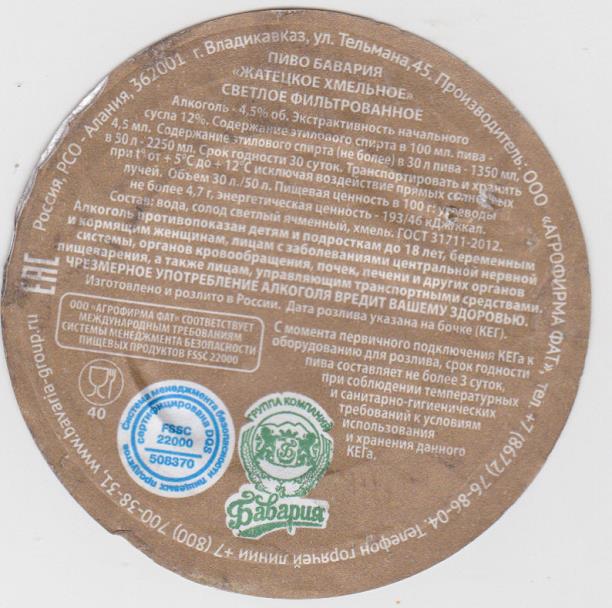 Россия, РСО - Алания, 362001 г. Владикавказ, ул. Тельмана, 45. Производитель: ООО "АГРОФИРМА ФАТ", тел. +7 (8672) 76-86-04. Телефон горячей линии +7 (800) 700-38-31, www.bavaria-group.ru
ПИВО БАВАРИЯ
«ЖАТЕЦКОЕ ХМЕЛЬНОЕ»
СВЕТЛОЕ ФИЛЬТРОВАННОЕ
Алкоголь - 4,5% об. Экстрактивность начального
сусла 12%. Содержание этилового спирта в 100 мл. пива -
4,5 мл. Содержание этилового спирта (не более) в 30 л пива - 1350 мл,
в 50 л - 2250 мл. Срок годности 30 суток. Транспортировать и хранить
при t° от + 5°С до + 12°С исключая воздействие прямых солнечных
лучей. Объем 30 л./50 л. Пищевая ценность в 100 г: углеводы
не более 4,7 г, энергетическая ценность - 193/46 кДж/ккал.
Состав: вода, солод светлый ячменный, хмель. ГОСТ 31711-2012.
Алкоголь противопоказан детям и подросткам до 18 лет, беременным
и кормящим женщинам, лицам с заболеваниями центральной нервной
системы, органов кровообращения, почек, печени и других органов
пищеварения, а также лицам, управляющим транспортными средствами.
ЧРЕЗМЕРНОЕ УПОТРЕБЛЕНИЕ АЛКОГОЛЯ ВРЕДИТ ВАШЕМУ ЗДОРОВЬЮ.
Изготовлено и розлито в России. Дата розлива указана на бочке (КЕГ).
EAC
ООО «АГРОФИРМА ФАТ» СООТВЕТСТВУЕТ
МЕЖДУНАРОДНЫМ ТРЕБОВАНИЯМ
СИСТЕМЫ МЕНЕДЖМЕНТА БЕЗОПАСНОСТИ
ПИЩЕВЫХ ПРОДУКТОВ FSSC 22000
С момента первичного подключения КЕГа к
оборудованию для розлива, срок годности
пива составляет не более 3 суток,
при соблюдении температурных
и санитарно-гигиенических
требований к условиям
использования
и хранения данного
КЕГа.
40
Система менеджмента безопасности пищевых продуктов
сертифицирована DQS
FSSC
22000
508370
ГРУППА КОМПАНИЙ
Б
Бавария